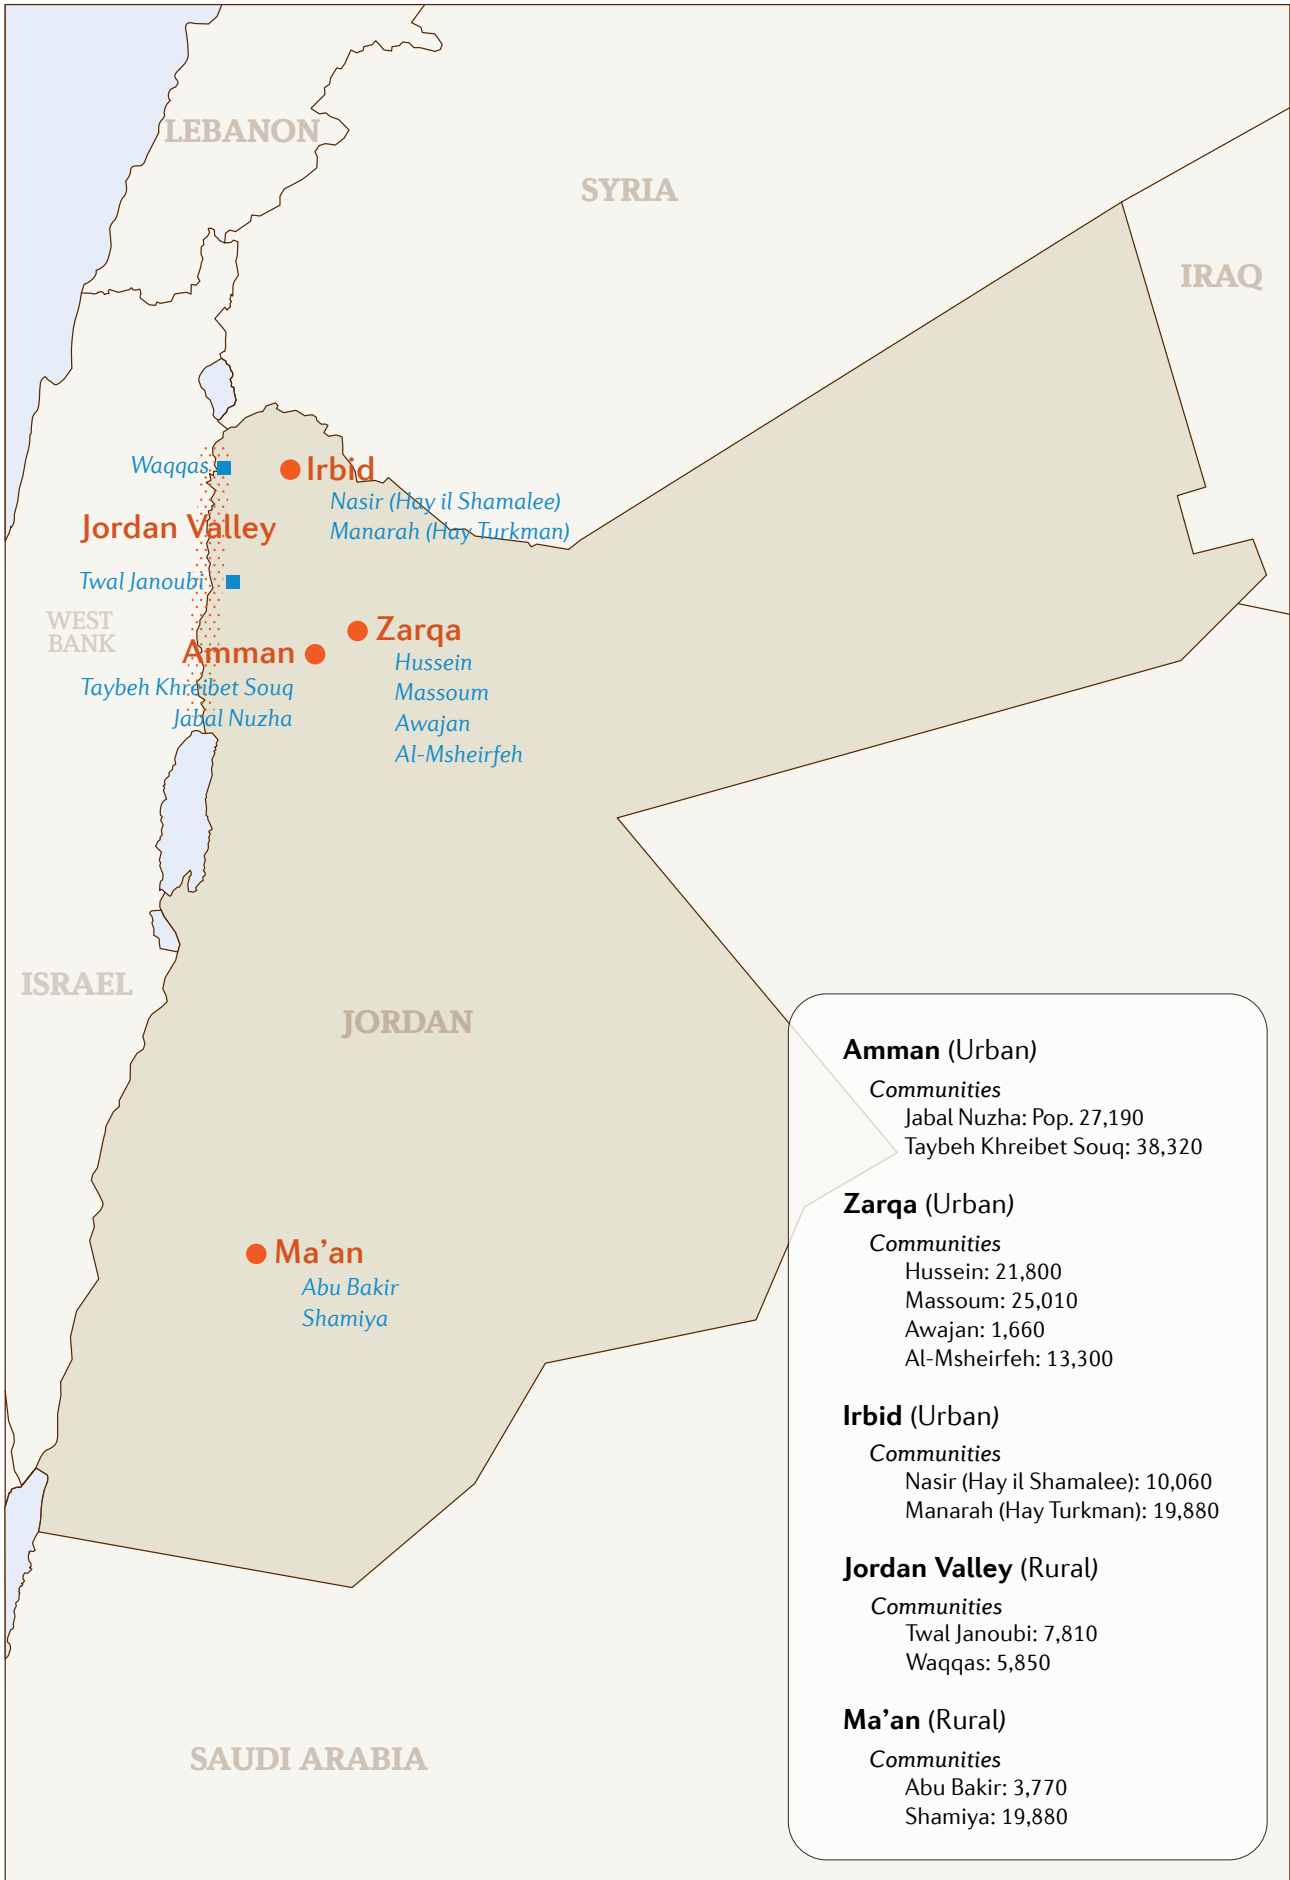 LEBANON
SYRIA
IRAQ
Waqqas
Irbid
Nasir (Hay il Shamalee)
Manarah (Hay Turkman)
Jordan Valley
Twal Janoubi
WEST
BANK
Zarqa
Hussein
Massoum
Awajan
Al-Msheirfeh
Amman
Taybeh Khreibet Souq
Jabal Nuzha
ISRAEL
JORDAN
Ma’an
Abu Bakir
Shamiya
SAUDI ARABIA
Amman (Urban)
Communities
Jabal Nuzha: Pop. 27,190
Taybeh Khreibet Souq: 38,320
Zarqa (Urban)
Communities
Hussein: 21,800
Massoum: 25,010
Awajan: 1,660
Al-Msheirfeh: 13,300
Irbid (Urban)
Communities
Nasir (Hay il Shamalee): 10,060
Manarah (Hay Turkman): 19,880
Jordan Valley (Rural)
Communities
Twal Janoubi: 7,810
Waqqas: 5,850
Ma’an (Rural)
Communities
Abu Bakir: 3,770
Shamiya: 19,880